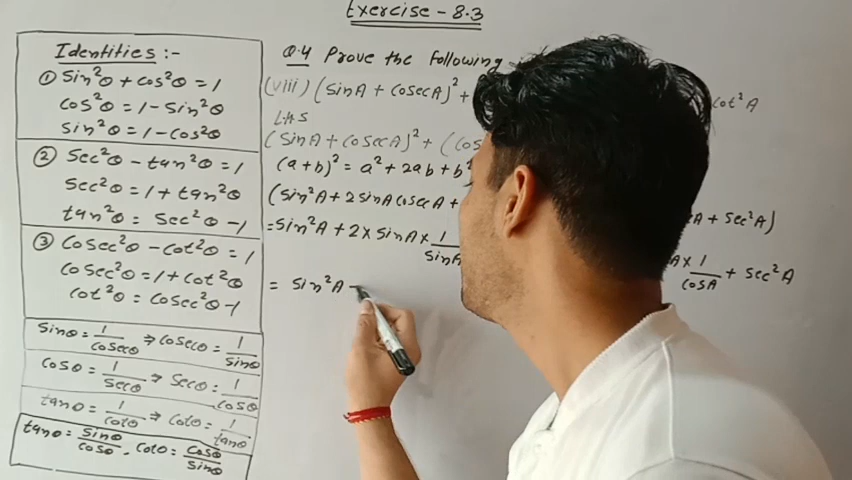 Exercise - 8.3
Identities :-
① Sin²θ + cos²θ = 1
cos²θ = 1 - sin²θ
sin²θ = 1 - cos²θ
② Sec²θ - tan²θ = 1
Sec²θ = 1 + tan²θ
tan²θ = Sec²θ - 1
③ Cosec²θ - cot²θ = 1
Cosec²θ = 1 + cot²θ
cot²θ = cosec²θ - 1
Sinθ = 1/cosecθ ⇒ cosecθ = 1/sinθ
cosθ = 1/secθ ⇒ Secθ = 1/cosθ
tanθ = 1/cotθ ⇒ cotθ = 1/tanθ
tanθ = sinθ/cosθ , cotθ = cosθ/sinθ
Q.4 Prove the following
(viii) (sinA + cosecA)² + cot²A
LHS
(sinA + cosecA)² + (cos
(a+b)² = a² + 2ab + b²
(sin²A + 2sinA cosecA + A + sec²A)
= sin²A + 2 × sinA × 1/sinA A × 1/cosA + sec²A
= sin²A